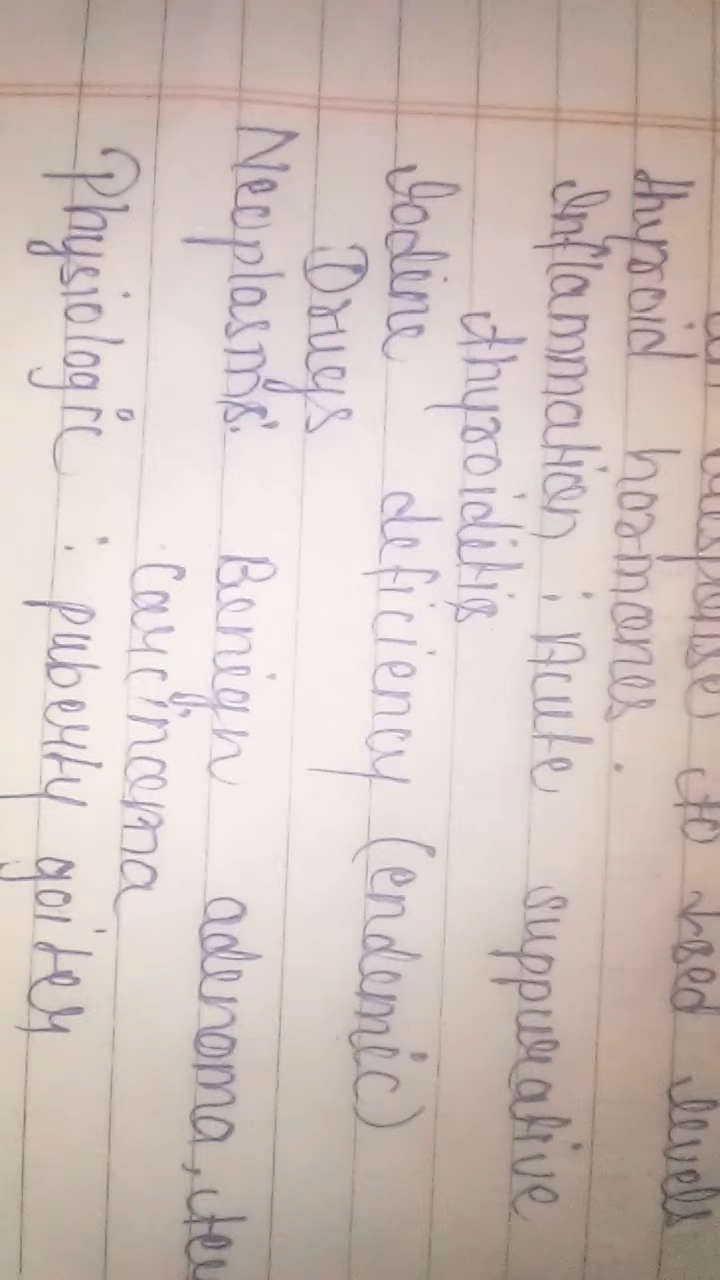 response to ↓sed levels
thyroid hormones.
Inflammation : Acute suppurative
thyroiditis
Iodine deficiency (endemic)
Drugs
Neoplasms: Benign adenoma,
Carcinoma
Physiologic : puberty goiter